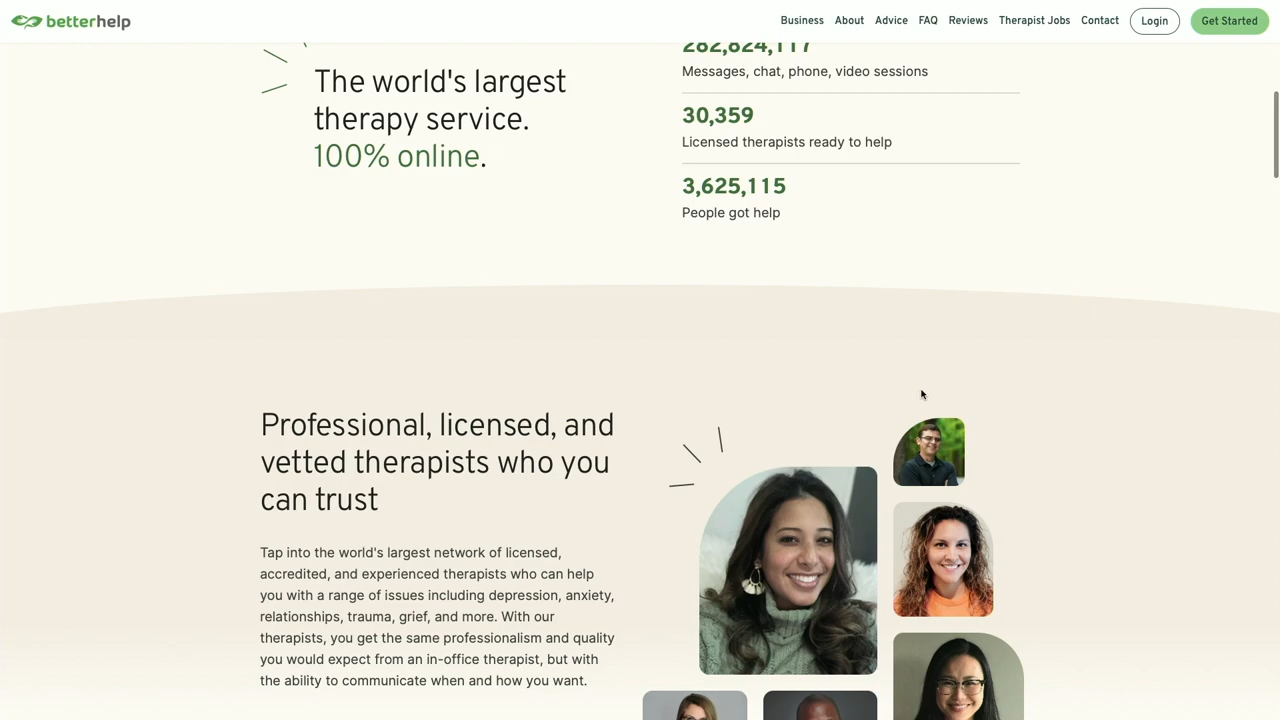 betterhelp
Business About Advice FAQ Reviews Therapist Jobs Contact Login Get Started
The world's largest
therapy service.
100% online.
282,824,117
Messages, chat, phone, video sessions
30,359
Licensed therapists ready to help
3,625,115
People got help
Professional, licensed, and
vetted therapists who you
can trust
Tap into the world's largest network of licensed,
accredited, and experienced therapists who can help
you with a range of issues including depression, anxiety,
relationships, trauma, grief, and more. With our
therapists, you get the same professionalism and quality
you would expect from an in-office therapist, but with
the ability to communicate when and how you want.